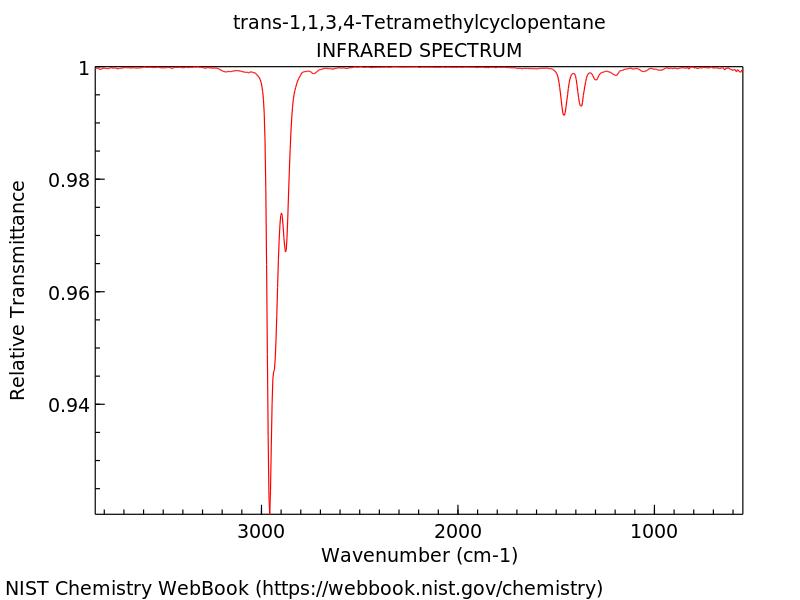 trans-1,1,3,4-Tetramethylcyclopentane
INFRARED SPECTRUM
1
0.98
0.96
0.94
Relative Transmittance
3000 2000 1000
Wavenumber (cm-1)
NIST Chemistry WebBook (https://webbook.nist.gov/chemistry)